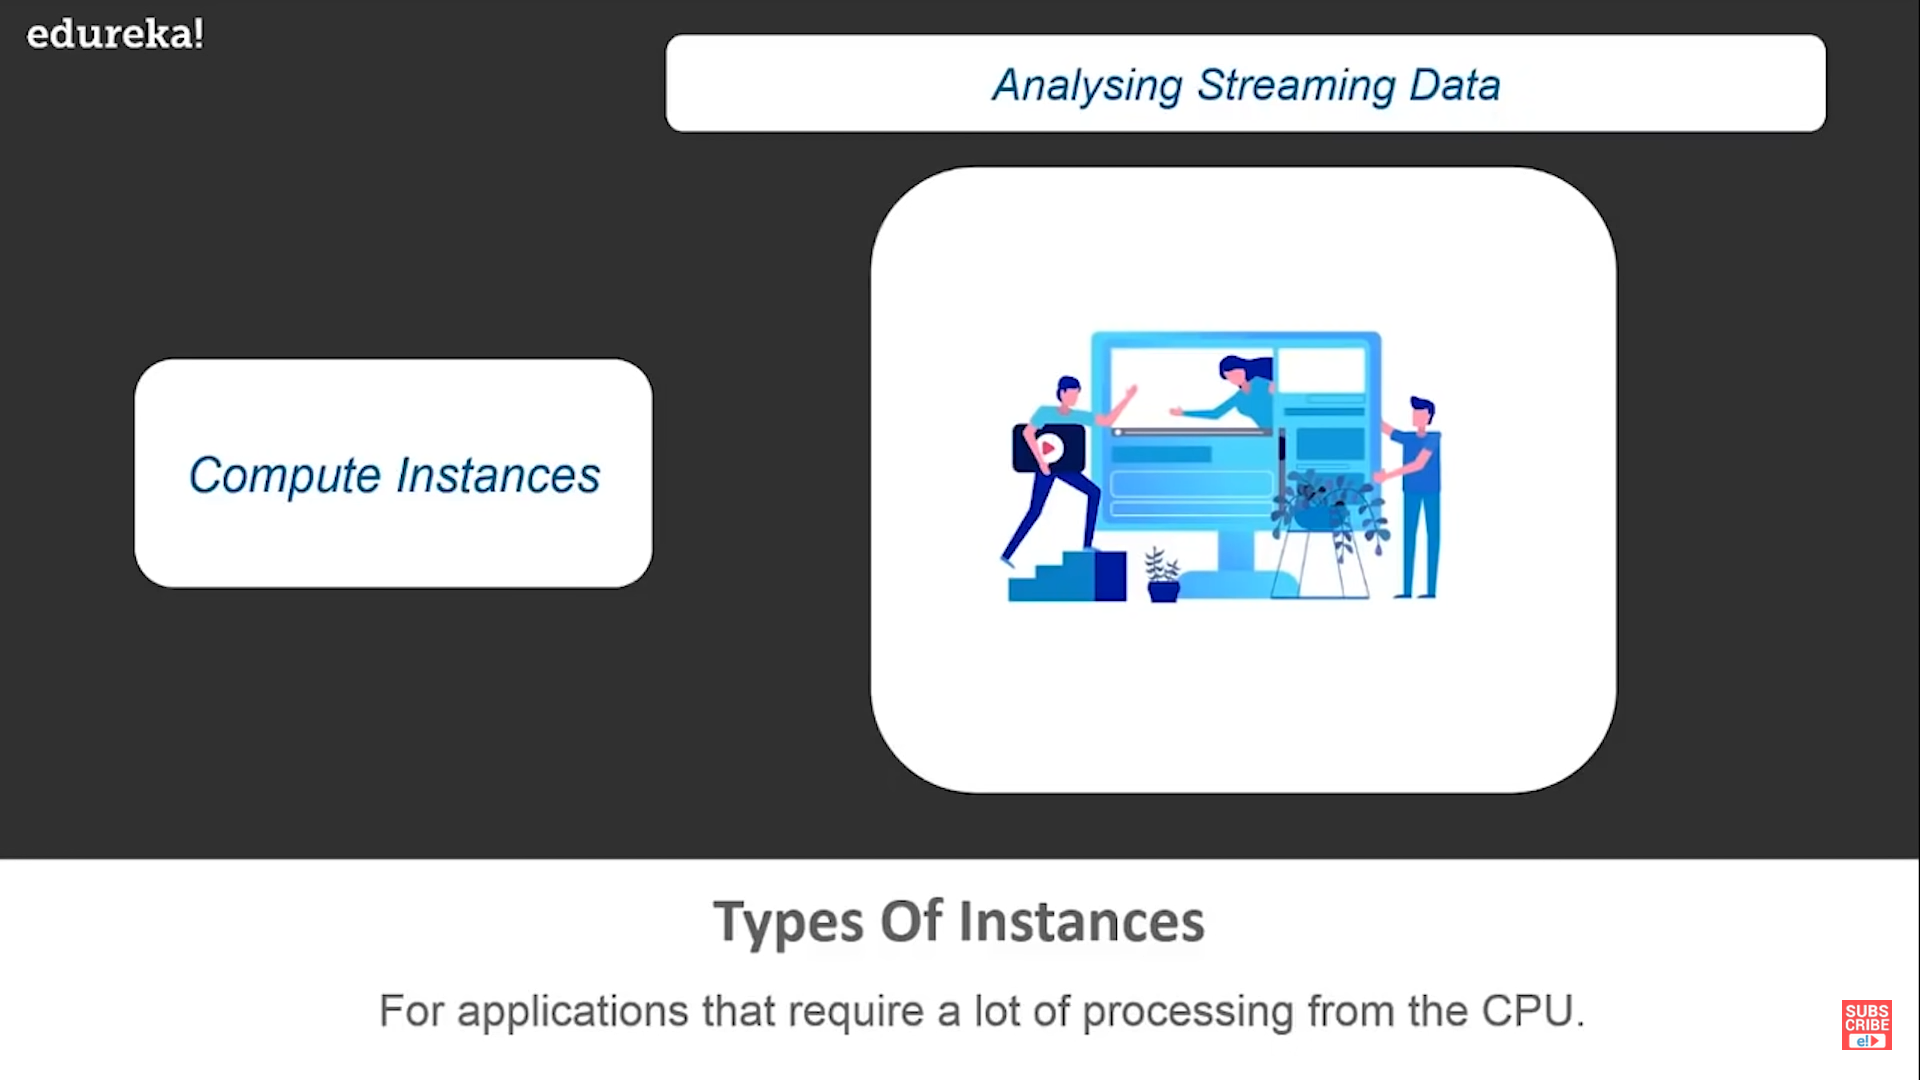 edureka!
Analysing Streaming Data
Compute Instances
Types Of Instances
For applications that require a lot of processing from the CPU.
SUBS
CRIBE
e!